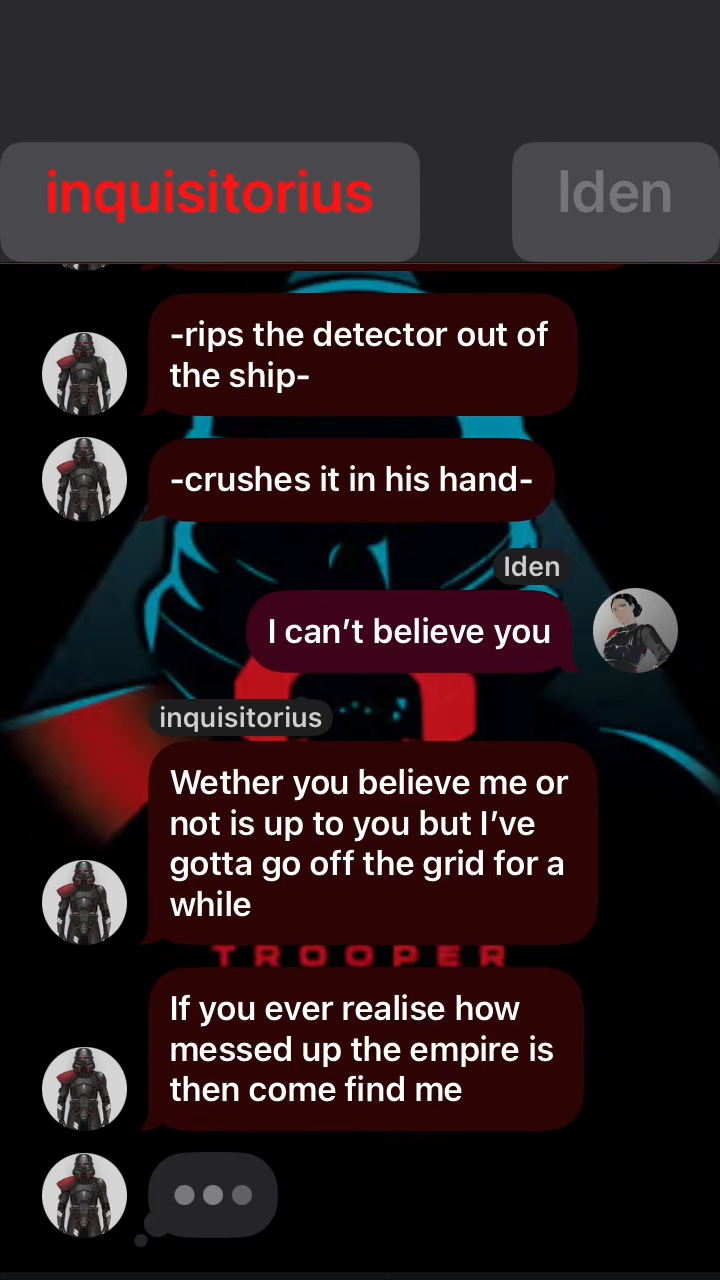 inquisitorius
Iden
-rips the detector out of
the ship-
-crushes it in his hand-
Iden
I can’t believe you
inquisitorius
Wether you believe me or
not is up to you but I’ve
gotta go off the grid for a
while
TROOPER
If you ever realise how
messed up the empire is
then come find me